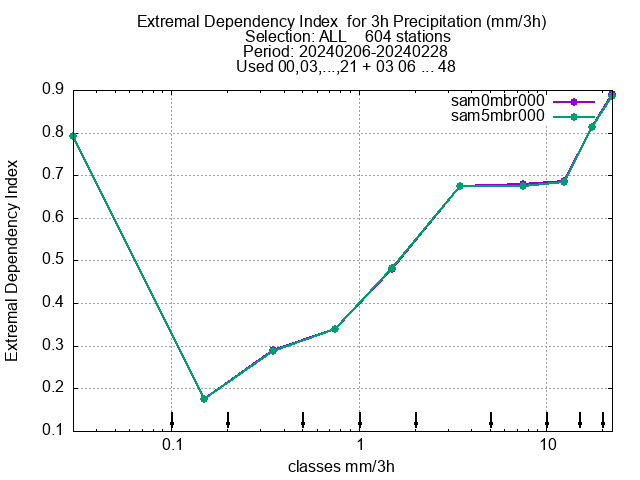 Extremal Dependency Index  for 3h Precipitation (mm/3h)
Selection: ALL    604 stations
Period: 20240206-20240228
Used 00,03,...,21 + 03 06 ... 48
sam0mbr000
sam5mbr000
0.9
0.8
0.7
0.6
0.5
0.4
0.3
0.2
0.1
Extremal Dependency Index
0.1
1
10
classes mm/3h